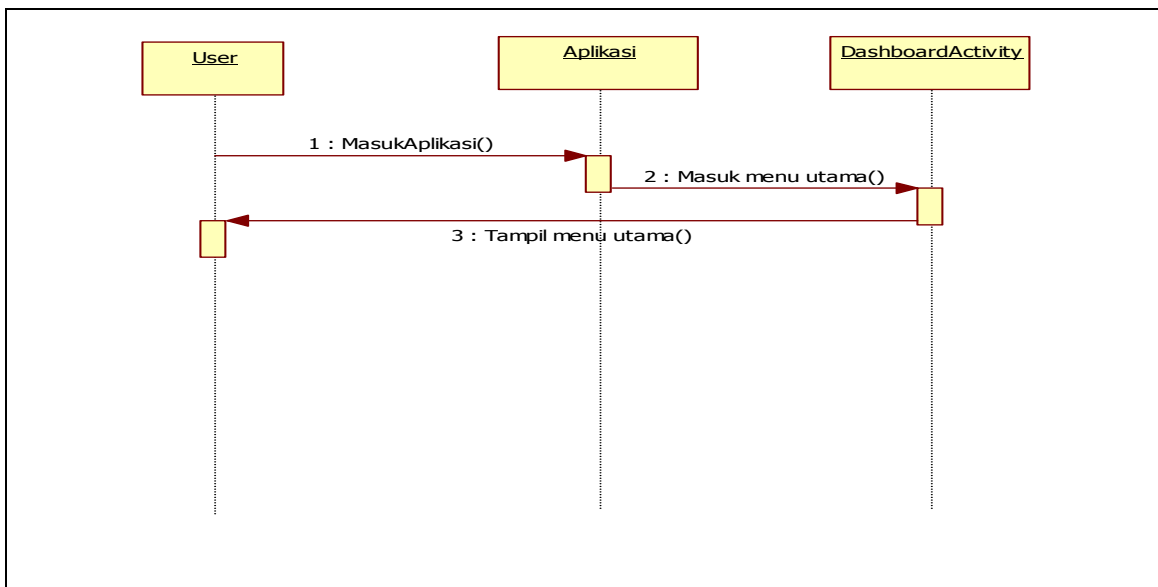 User
Aplikasi
DashboardActivity
1 : MasukAplikasi()
2 : Masuk menu utama()
3 : Tampil menu utama()